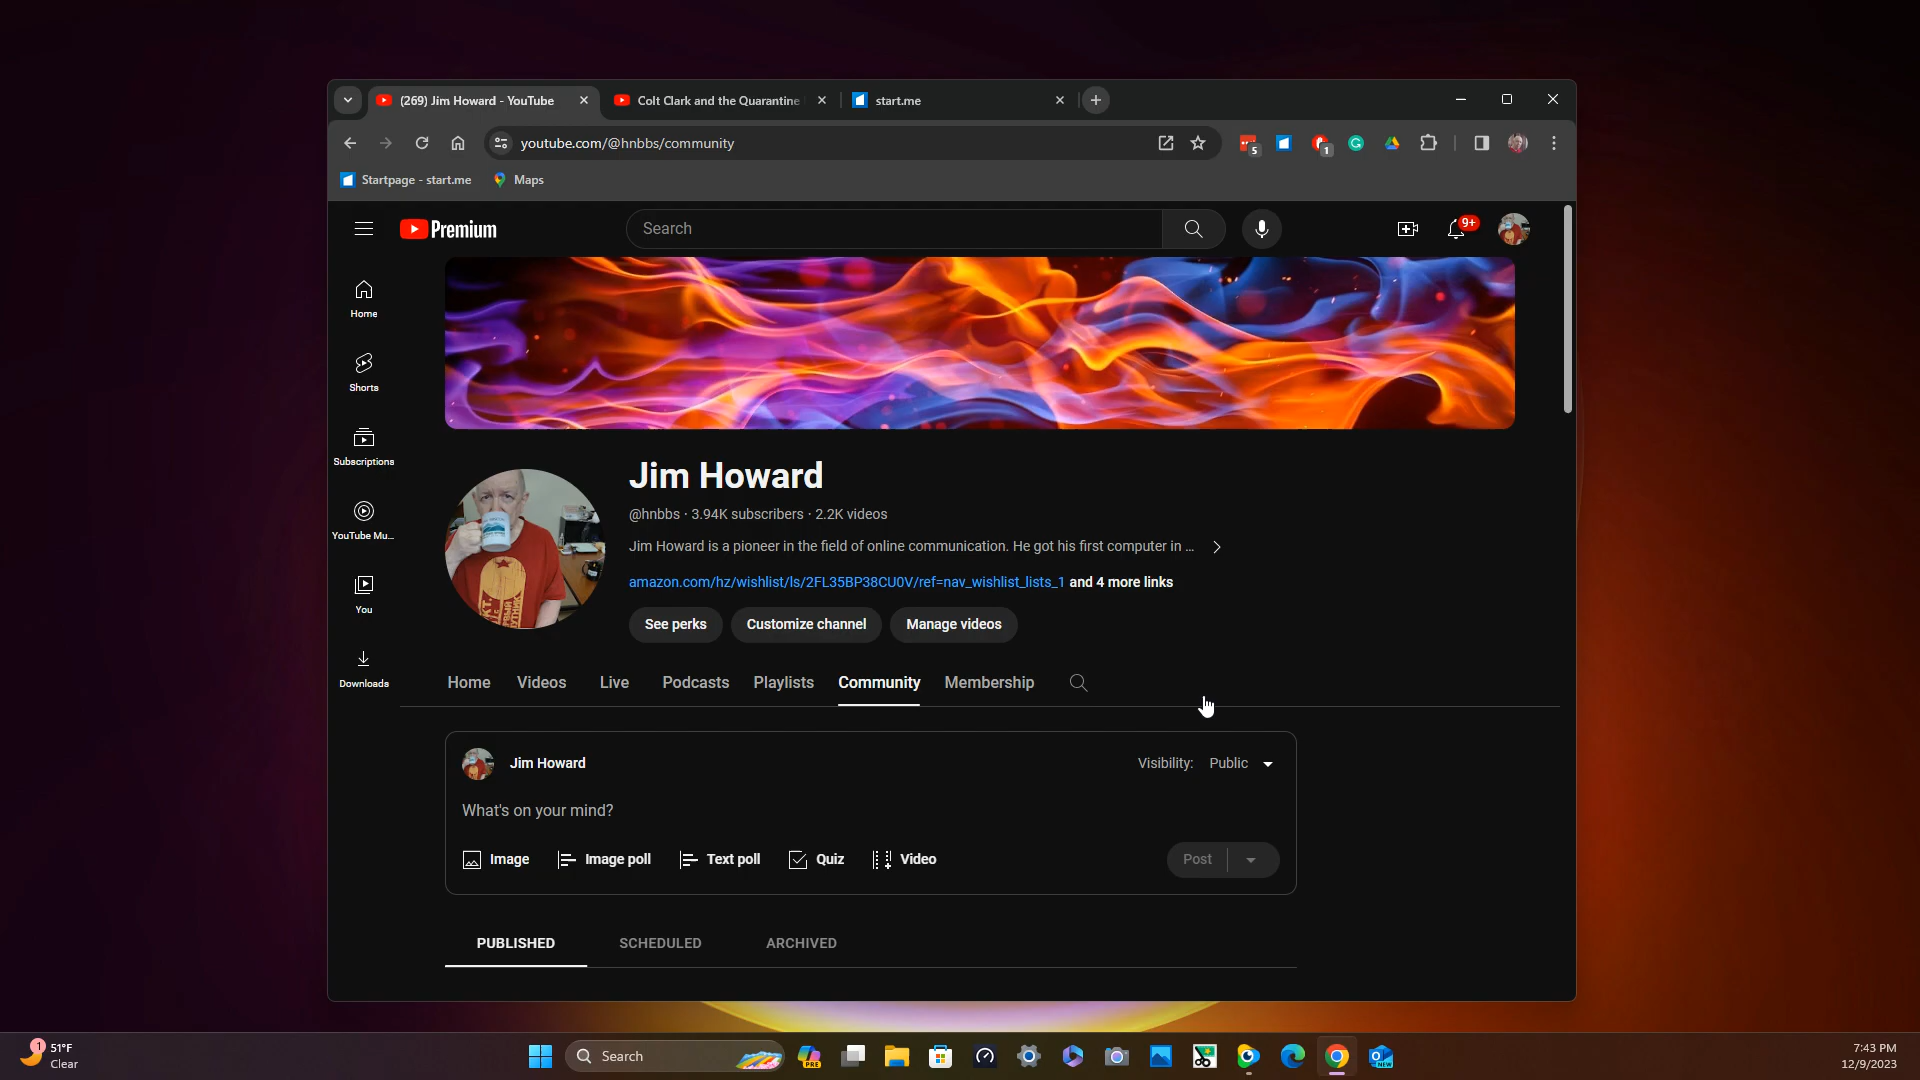 (269) Jim Howard - YouTube
Colt Clark and the Quarantine
start.me
youtube.com/@hnbbs/community
5
1
Startpage - start.me
Maps
Premium
Search
9+
Home
Shorts
Subscriptions
YouTube Mu...
You
Downloads
Jim Howard
@hnbbs · 3.94K subscribers · 2.2K videos
Jim Howard is a pioneer in the field of online communication. He got his first computer in ...
amazon.com/hz/wishlist/ls/2FL35BP38CU0V/ref=nav_wishlist_lists_1 and 4 more links
See perks
Customize channel
Manage videos
Home Videos Live Podcasts Playlists Community Membership
Jim Howard
Visibility: Public
What's on your mind?
Image Image poll Text poll Quiz Video
Post
PUBLISHED SCHEDULED ARCHIVED
1
51°F
Clear
Search
PRE
NEW
7:43 PM
12/9/2023